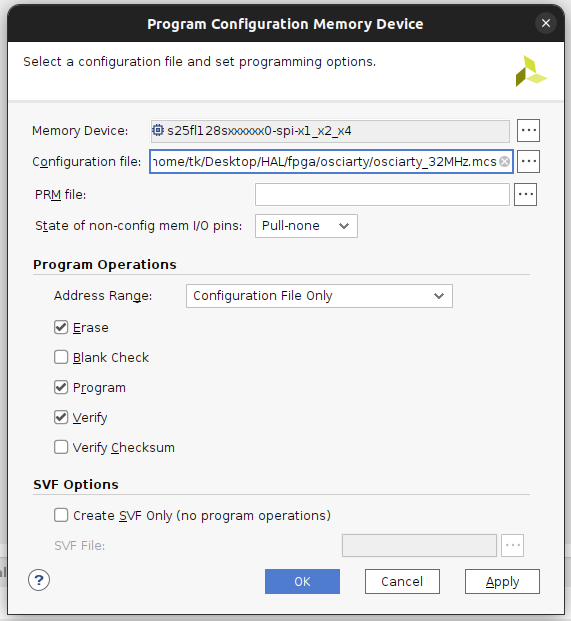 Program Configuration Memory Device
Select a configuration file and set programming options.
Memory Device: s25fl128sxxxxxx0-spi-x1_x2_x4 ...
Configuration file: home/tk/Desktop/HAL/fpga/osciarty/osciarty_32MHz.mcs ...
PRM file: ...
State of non-config mem I/O pins: Pull-none
Program Operations
Address Range: Configuration File Only
Erase
Blank Check
Program
Verify
Verify Checksum
SVF Options
Create SVF Only (no program operations)
SVF File: ...
? OK Cancel Apply